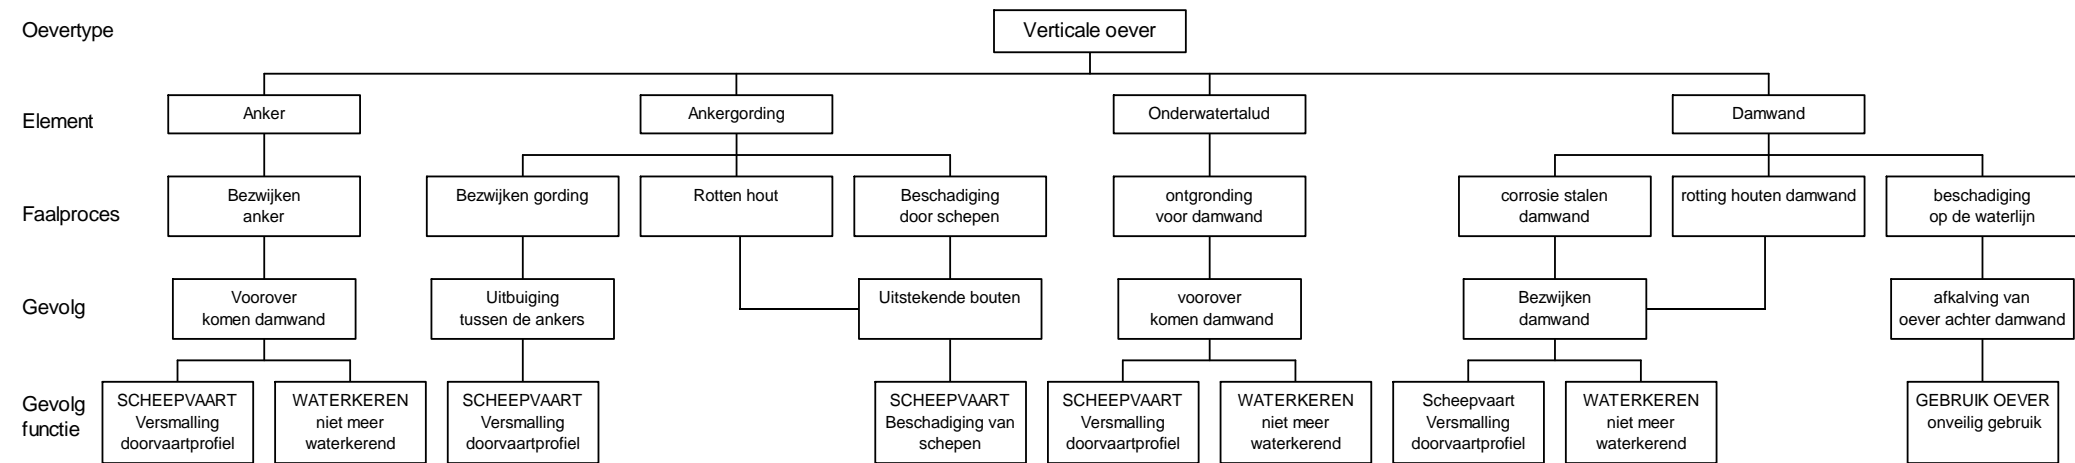 Oevertype
Verticale oever
Element
Anker
Ankergording
Onderwatertalud
Damwand
Faalproces
Bezwijken
anker
Bezwijken gording
Rotten hout
Beschadiging
door schepen
ontgronding
voor damwand
corrosie stalen
damwand
rotting houten damwand
beschadiging
op de waterlijn
Gevolg
Voorover
komen damwand
Uitbuiging
tussen de ankers
Uitstekende bouten
voorover
komen damwand
Bezwijken
damwand
afkalving van
oever achter damwand
Gevolg
functie
SCHEEPVAART
Versmalling
doorvaartprofiel
WATERKEREN
niet meer
waterkerend
SCHEEPVAART
Versmalling
doorvaartprofiel
SCHEEPVAART
Beschadiging van
schepen
SCHEEPVAART
Versmalling
doorvaartprofiel
WATERKEREN
niet meer
waterkerend
Scheepvaart
Versmalling
doorvaartprofiel
WATERKEREN
niet meer
waterkerend
GEBRUIK OEVER
onveilig gebruik